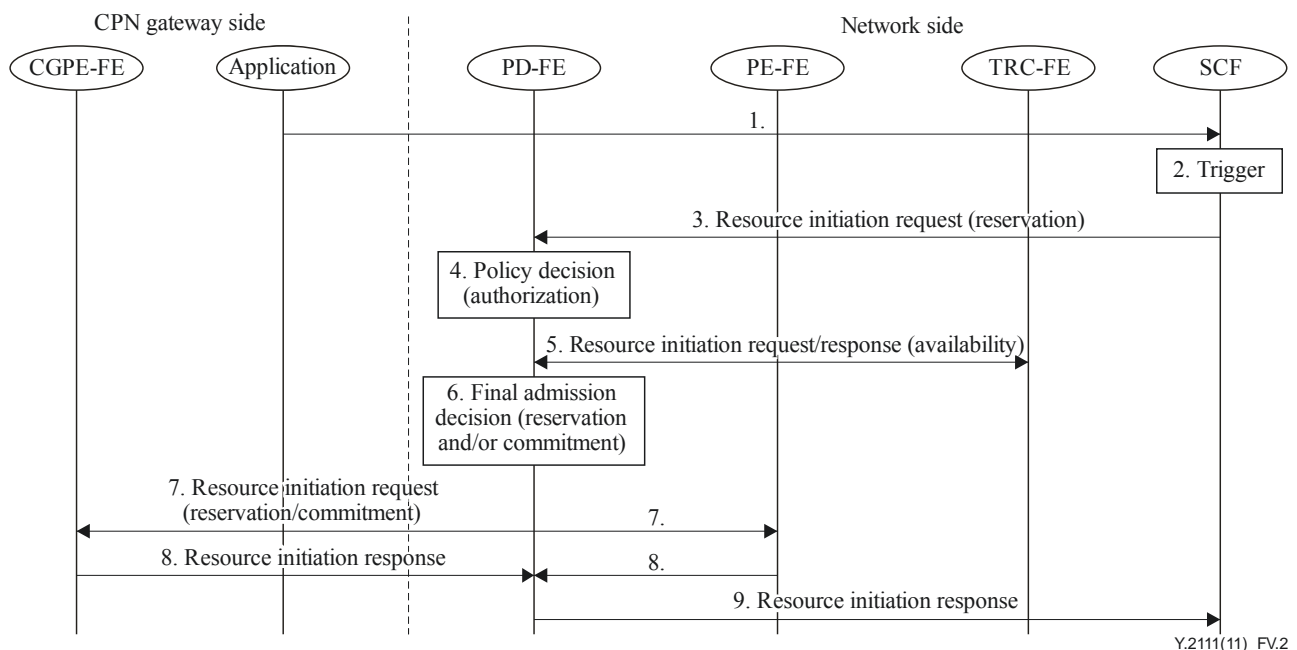 CPN gateway side
Network side
CGPE-FE
Application
PD-FE
PE-FE
TRC-FE
SCF
1.
2. Trigger
3. Resource initiation request (reservation)
4. Policy decision
(authorization)
5. Resource initiation request/response (availability)
6. Final admission
decision (reservation
and/or commitment)
7. Resource initiation request
(reservation/commitment)
7.
8. Resource initiation response
8.
9. Resource initiation response
Y.2111(11)_FV.2